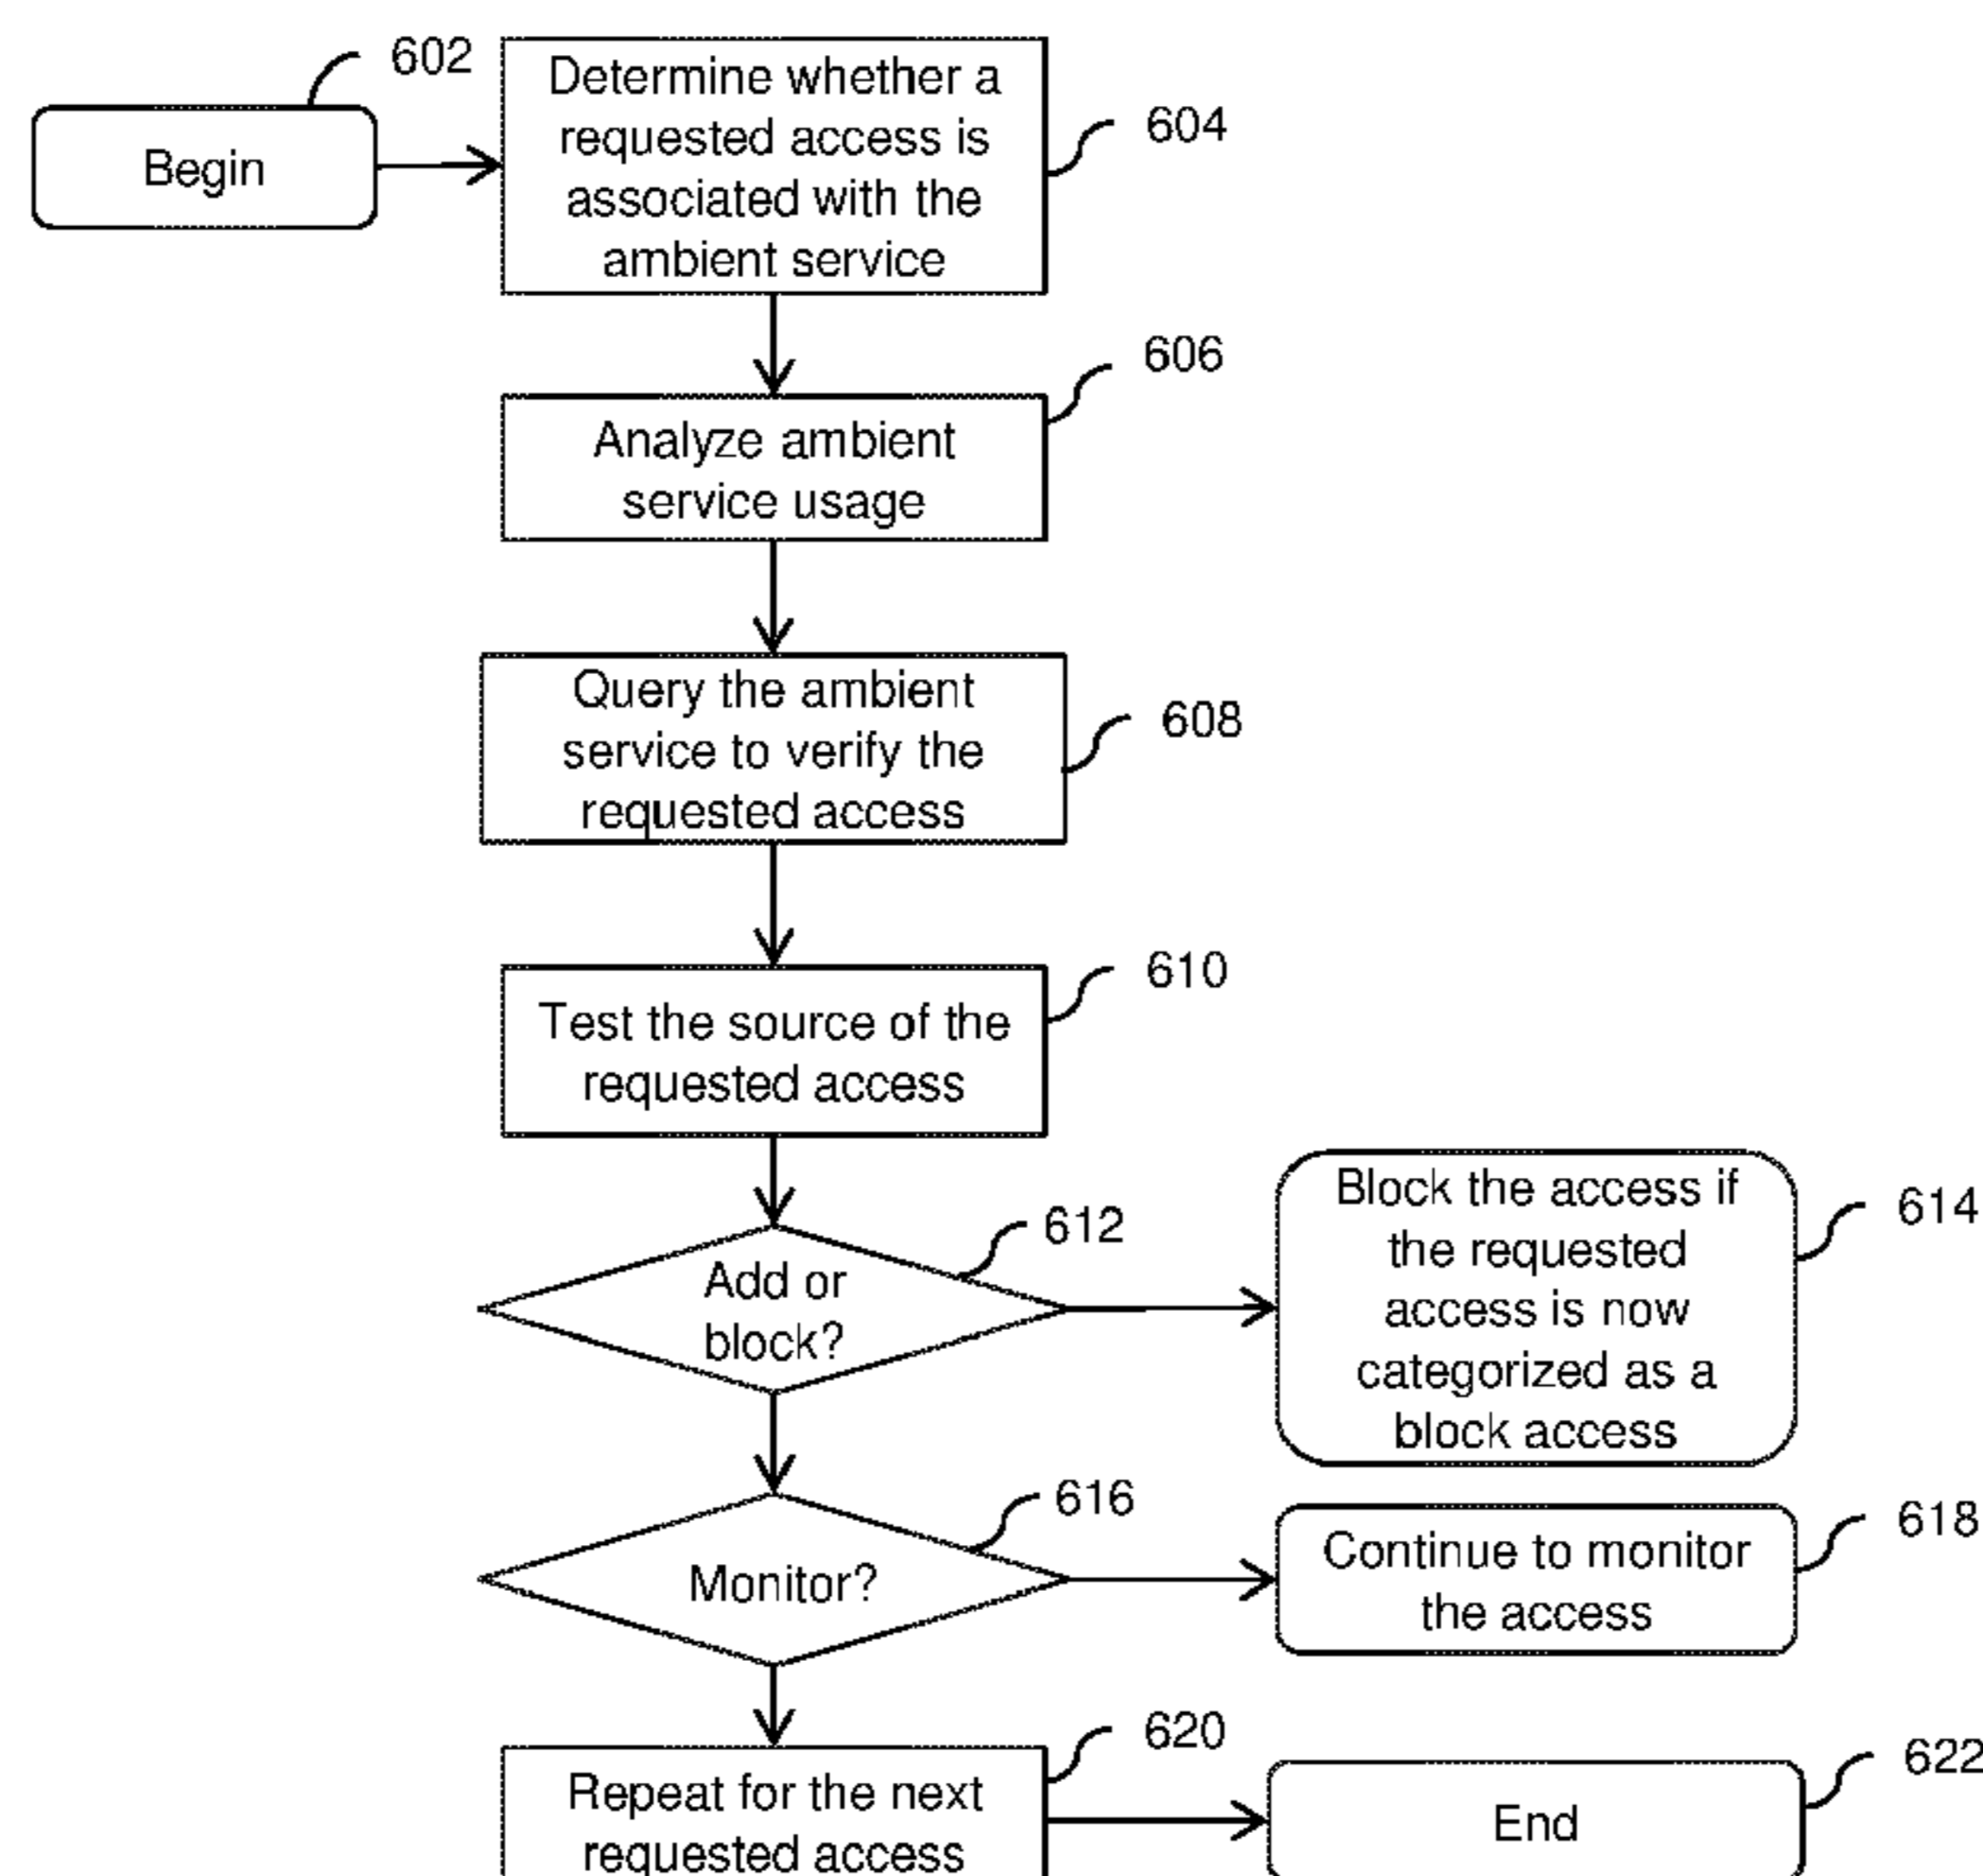 602
Begin
Determine whether a
requested access is
associated with the
ambient service
604
606
Analyze ambient
service usage
Query the ambient
service to verify the
requested access
608
610
Test the source of the
requested access
612
Add or
block?
Block the access if
the requested
access is now
categorized as a
block access
614
616
Monitor?
Continue to monitor
the access
618
620
Repeat for the next
requested access
End
622